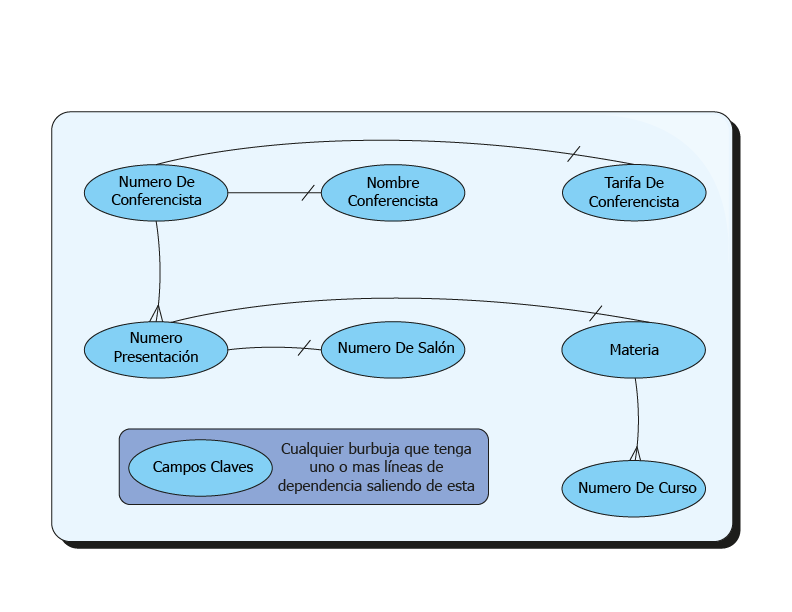 Numero De
Conferencista
Nombre
Conferencista
Tarifa De
Conferencista
Numero
Presentación
Numero De Salón
Materia
Campos Claves
Cualquier burbuja que tenga
uno o mas líneas de
dependencia saliendo de esta
Numero De Curso